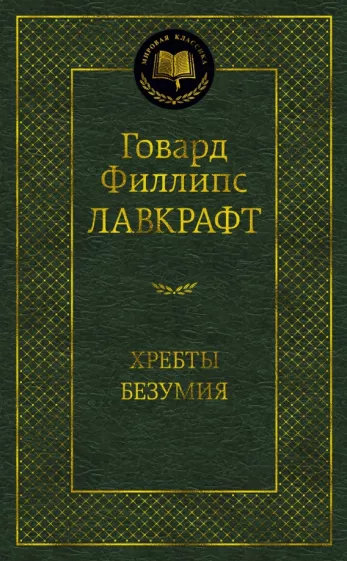 МИРОВАЯ КЛАССИКА
Говард
Филлипс
ЛАВКРАФТ
ХРЕБТЫ
БЕЗУМИЯ